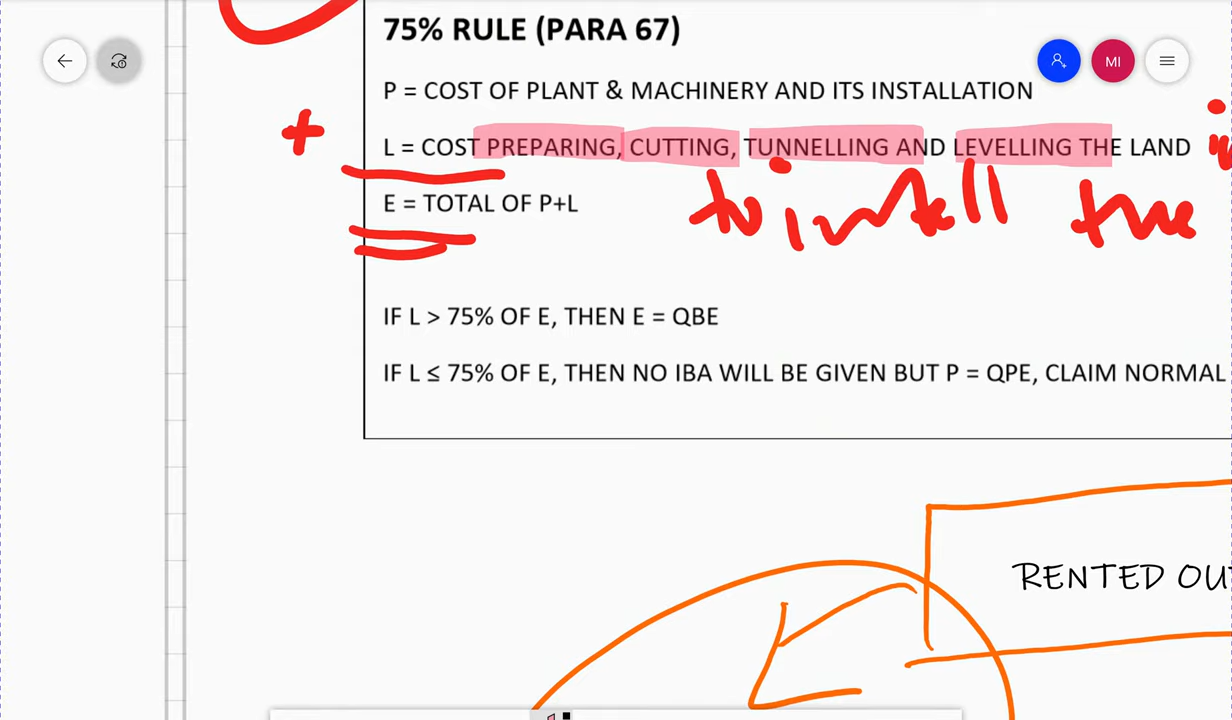 75% RULE (PARA 67)
P = COST OF PLANT & MACHINERY AND ITS INSTALLATION
MI
+
L = COST PREPARING, CUTTING, TUNNELLING AND LEVELLING THE LAND
E = TOTAL OF P+L
to install the
IF L > 75% OF E, THEN E = QBE
IF L ≤ 75% OF E, THEN NO IBA WILL BE GIVEN BUT P = QPE, CLAIM NORMAL
RENTED OU